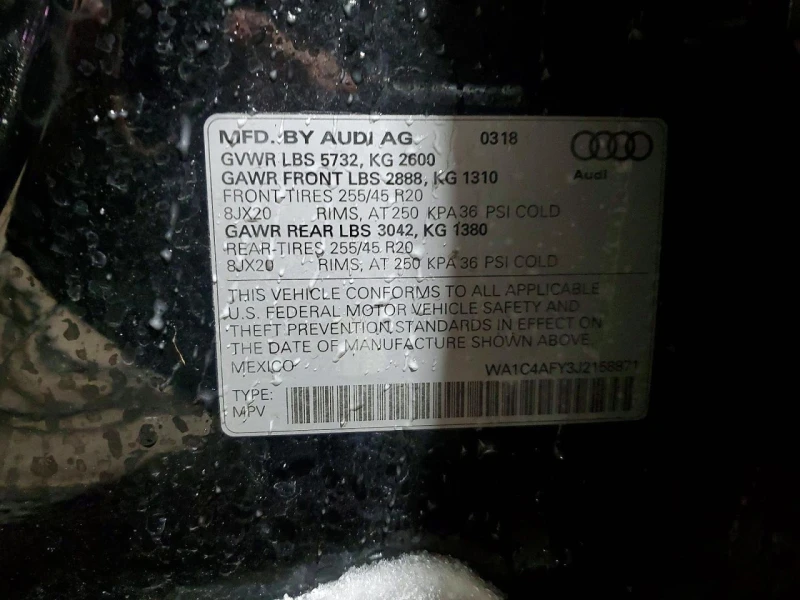 MFD. BY AUDI AG 0318
GVWR LBS 5732, KG 2600
GAWR FRONT LBS 2888, KG 1310
Audi
FRONT-TIRES 255/45 R20
8JX20 RIMS, AT 250 KPA 36 PSI COLD
GAWR REAR LBS 3042, KG 1380
REAR-TIRES 255/45 R20
8JX20 RIMS, AT 250 KPA 36 PSI COLD
THIS VEHICLE CONFORMS TO ALL APPLICABLE
U.S. FEDERAL MOTOR VEHICLE SAFETY AND
THEFT PREVENTION STANDARDS IN EFFECT ON
THE DATE OF MANUFACTURE SHOWN ABOVE.
MEXICO WA1C4AFY3J2158871
TYPE:
MPV